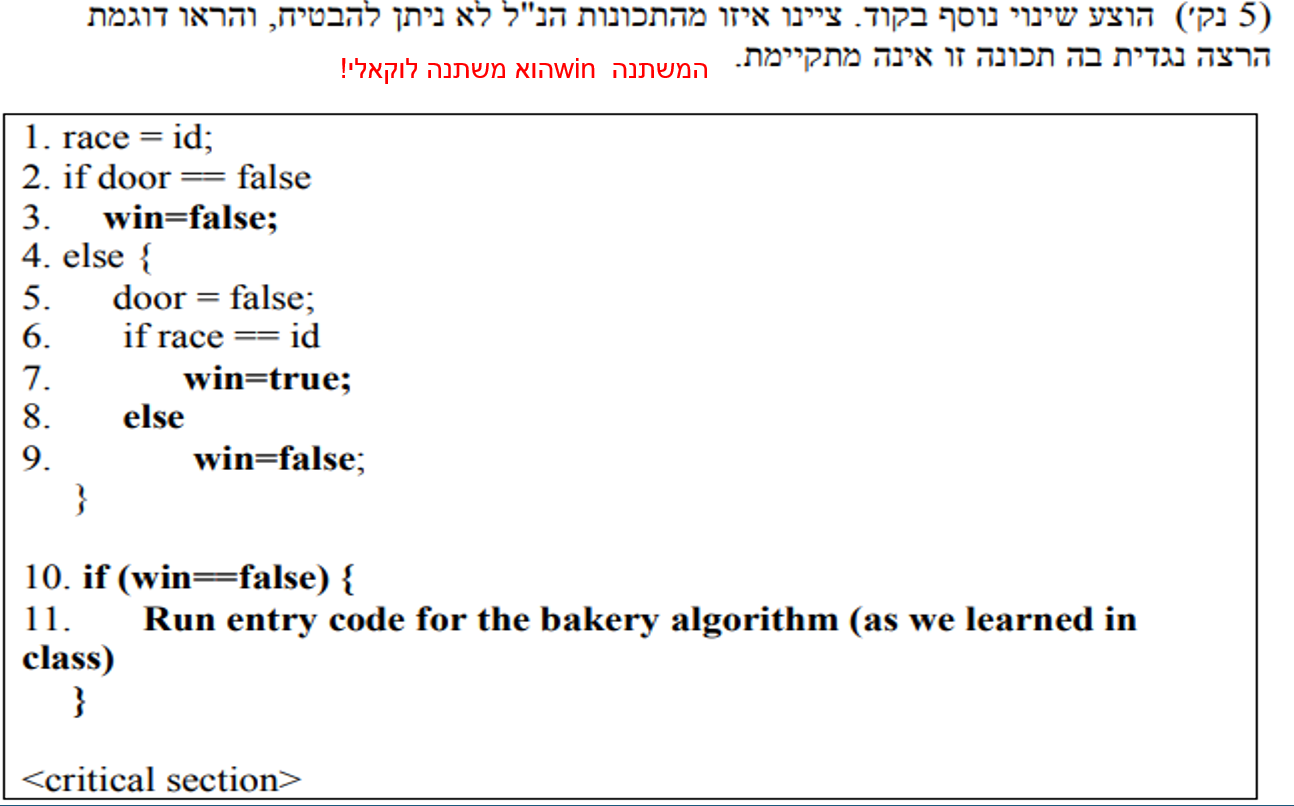 (5 נק') הוצע שינוי נוסף בקוד. ציינו איזו מהתכונות הנ"ל לא ניתן להבטיח, והראו דוגמת
הרצה נגדית בה תכונה זו אינה מתקיימת.
המשתנה winהוא משתנה לוקאלי!
1. race = id;
2. if door == false
3. win=false;
4. else {
5. door = false;
6. if race == id
7. win=true;
8. else
9. win=false;
}
10. if (win==false) {
11. Run entry code for the bakery algorithm (as we learned in
class)
}
<critical section>